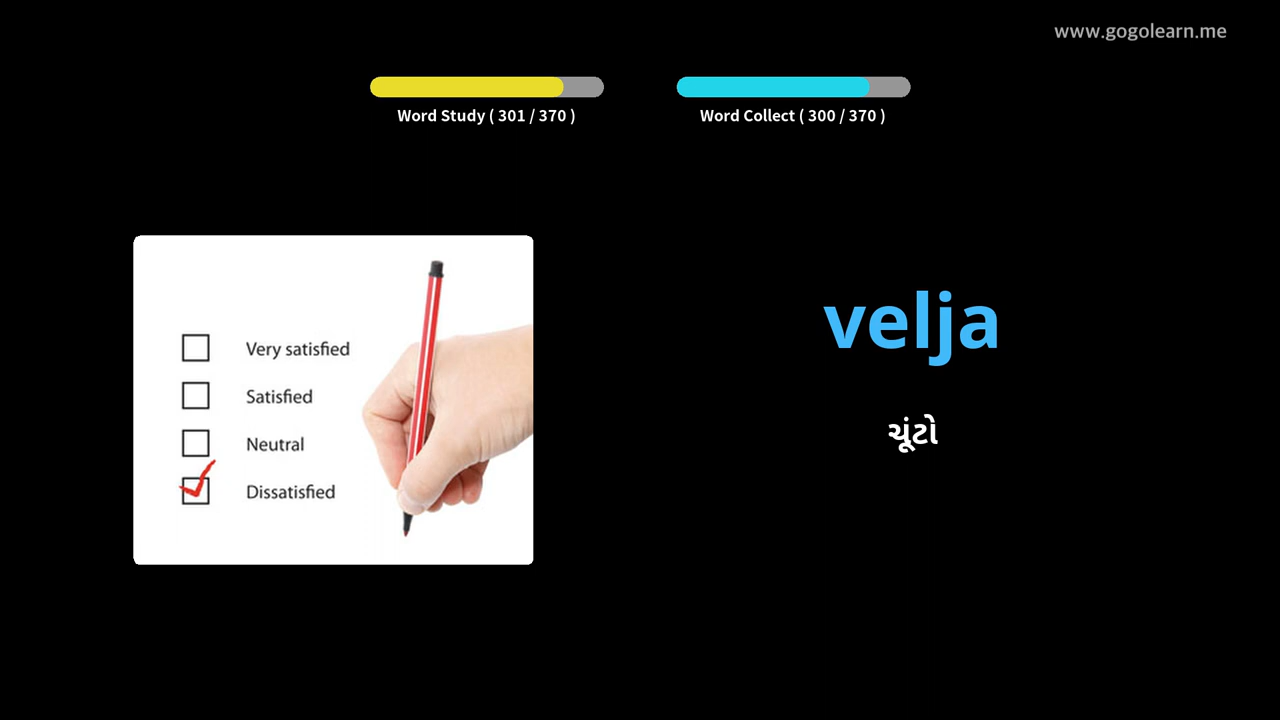 www.gogolearn.me
Word Study ( 301 / 370 )
Word Collect ( 300 / 370 )
Very satisfied
Satisfied
Neutral
Dissatisfied
velja
ચૂંટો